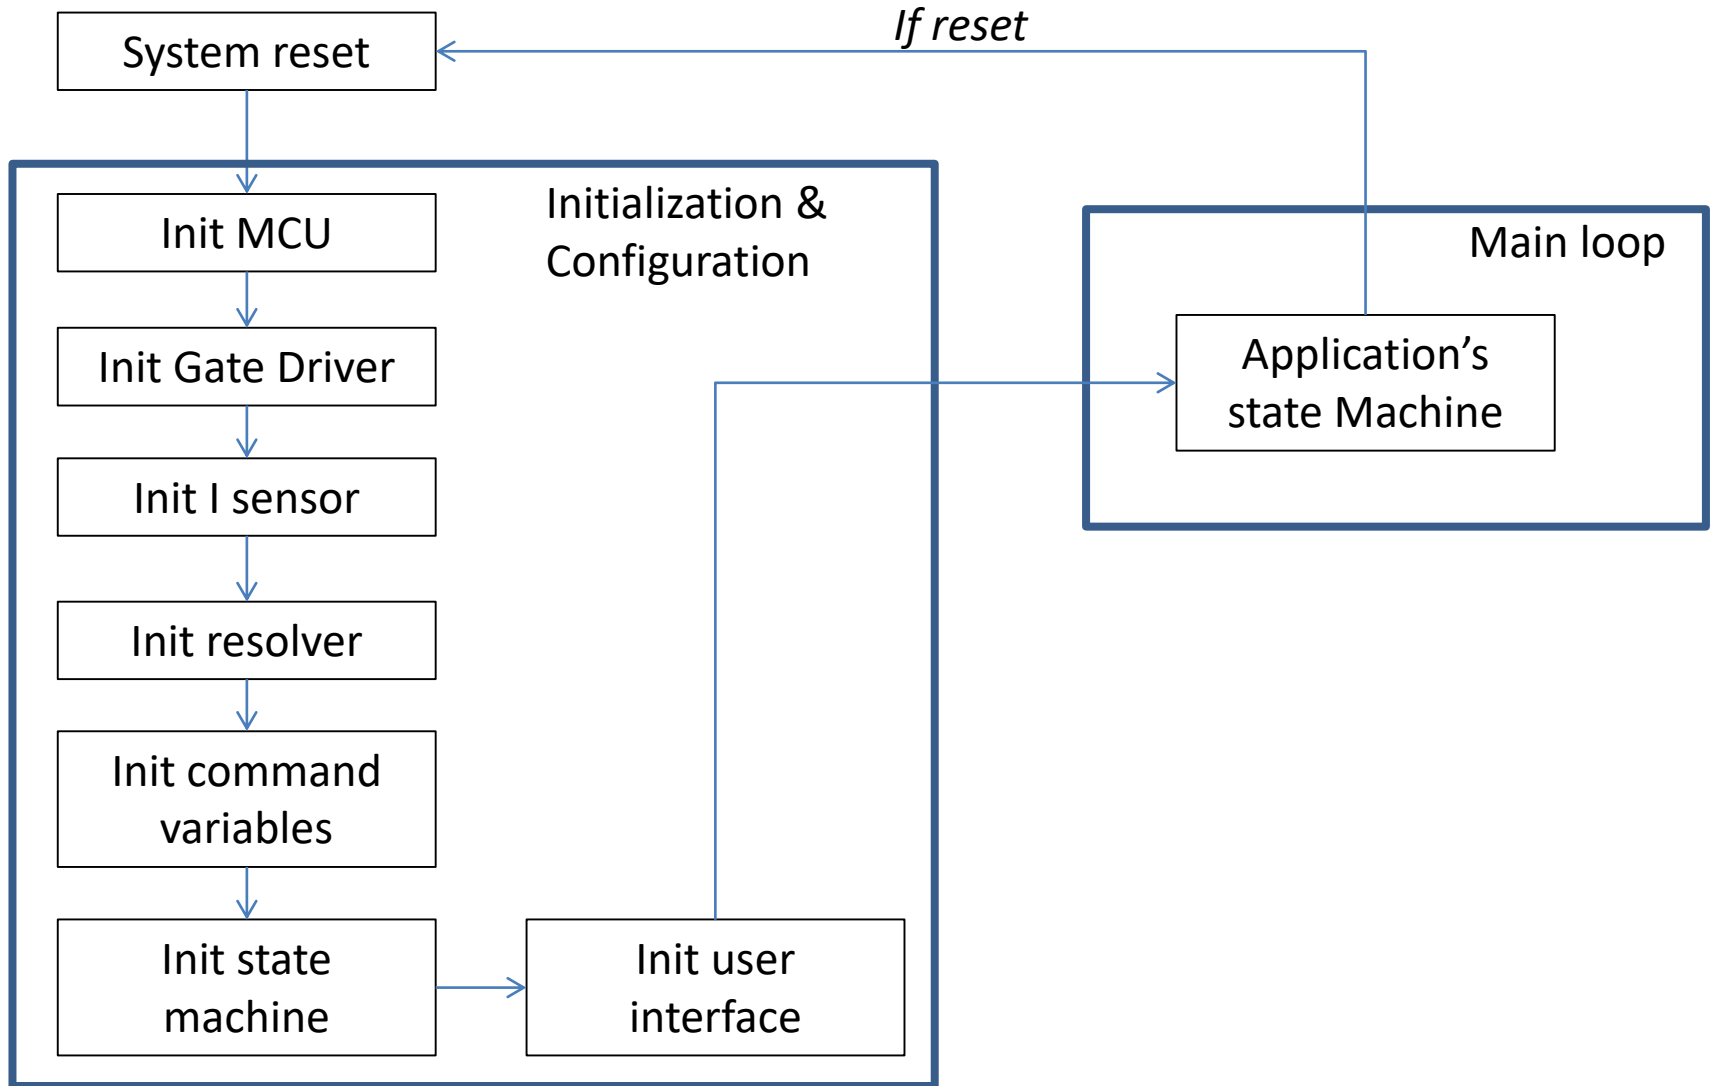 System reset
If reset
Initialization &
Configuration
Init MCU
Init Gate Driver
Init I sensor
Init resolver
Init command
variables
Init state
machine
Init user
interface
Main loop
Application’s
state Machine